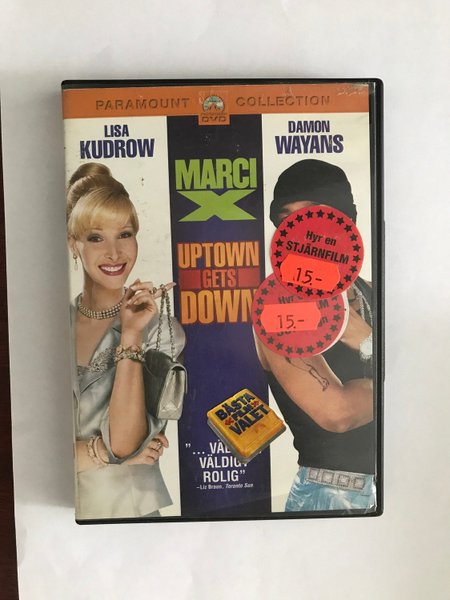 PARAMOUNT COLLECTION
DVD
LISA
KUDROW
DAMON
WAYANS
MARCI
X
UPTOWN
GETS
DOWN
Hyr en
STJÄRNFILM
15.-
15.-
BÄSTA
VALET
VÄLDIGT
ROLIG"
–Liz Braun, Toronto Sun